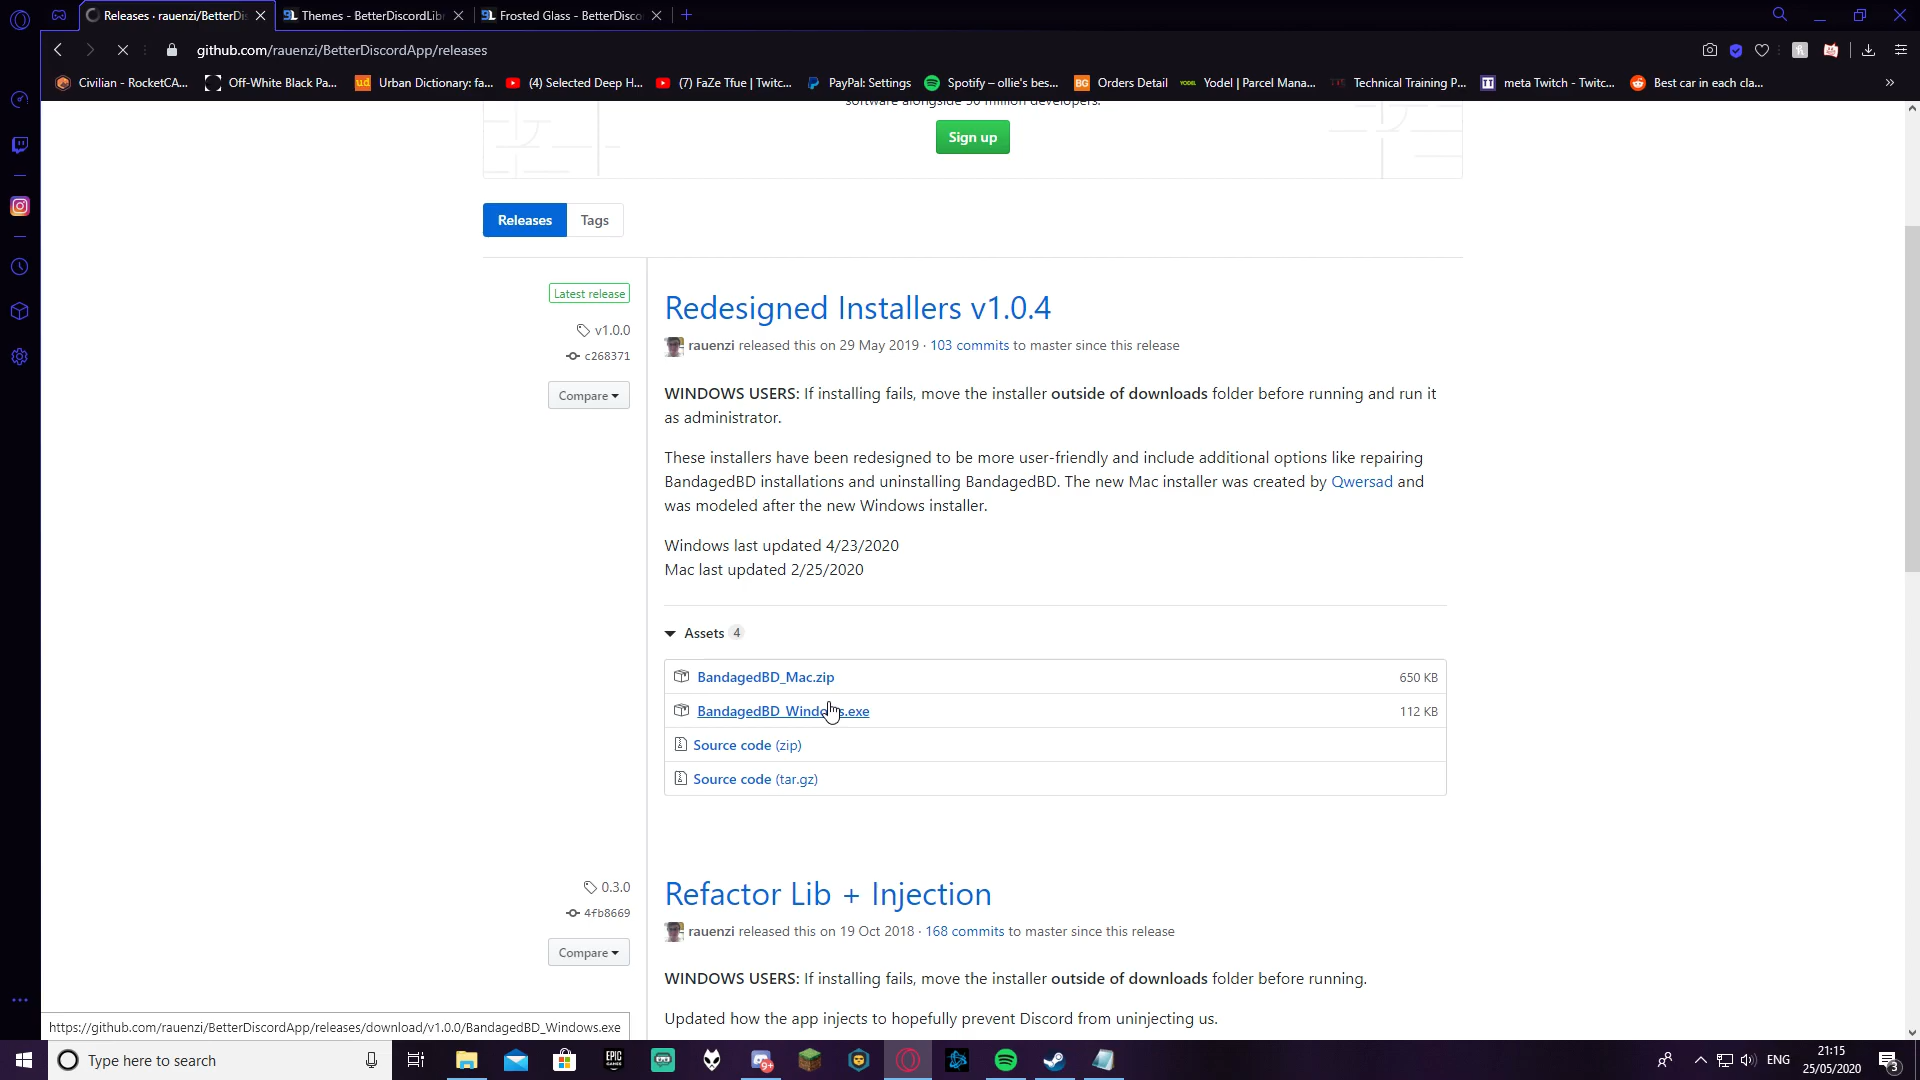 Releases · rauenzi/BetterDis
Themes - BetterDiscordLib
Frosted Glass - BetterDisco
github.com/rauenzi/BetterDiscordApp/releases
Civilian - RocketCA...
Off-White Black Pa...
Urban Dictionary: fa...
(4) Selected Deep H...
(7) FaZe Tfue | Twitc...
PayPal: Settings
Spotify – ollie's bes...
Orders Detail
Yodel | Parcel Mana...
Technical Training P...
meta Twitch - Twitc...
Best car in each cla...
software alongside 50 million developers.
Sign up
Releases
Tags
Latest release
v1.0.0
c268371
Compare
Redesigned Installers v1.0.4
rauenzi released this on 29 May 2019 · 103 commits to master since this release
WINDOWS USERS: If installing fails, move the installer outside of downloads folder before running and run it
as administrator.
These installers have been redesigned to be more user-friendly and include additional options like repairing
BandagedBD installations and uninstalling BandagedBD. The new Mac installer was created by Qwersad and
was modeled after the new Windows installer.
Windows last updated 4/23/2020
Mac last updated 2/25/2020
Assets 4
BandagedBD_Mac.zip 650 KB
BandagedBD_Windows.exe 112 KB
Source code (zip)
Source code (tar.gz)
0.3.0
4fb8669
Compare
Refactor Lib + Injection
rauenzi released this on 19 Oct 2018 · 168 commits to master since this release
WINDOWS USERS: If installing fails, move the installer outside of downloads folder before running.
Updated how the app injects to hopefully prevent Discord from uninjecting us.
https://github.com/rauenzi/BetterDiscordApp/releases/download/v1.0.0/BandagedBD_Windows.exe
Type here to search
EPIC
GAMES
9+
ENG
21:15
25/05/2020
3